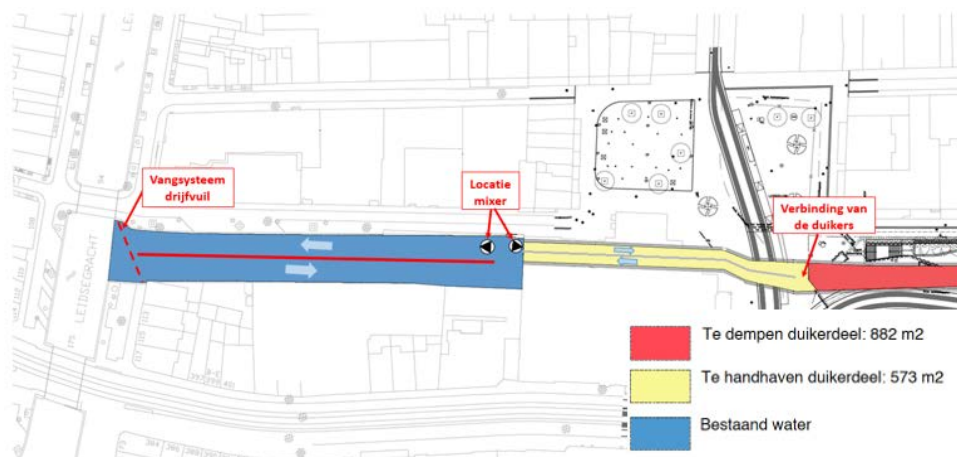 LEIDSEGRACHT
Vangsysteem
drijfvuil
Locatie
mixer
Verbinding van
de duikers
Te dempen duikerdeel: 882 m2
Te handhaven duikerdeel: 573 m2
Bestaand water